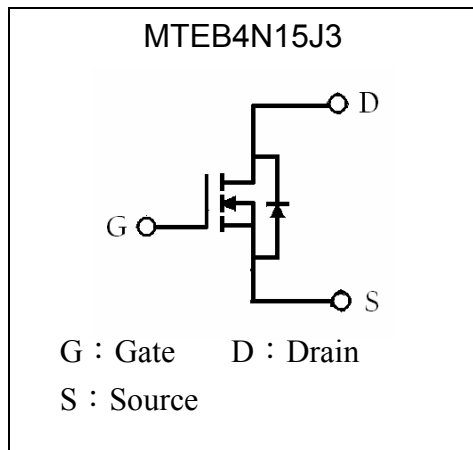 MTEB4N15J3
D
G
S
G：Gate D：Drain
S：Source